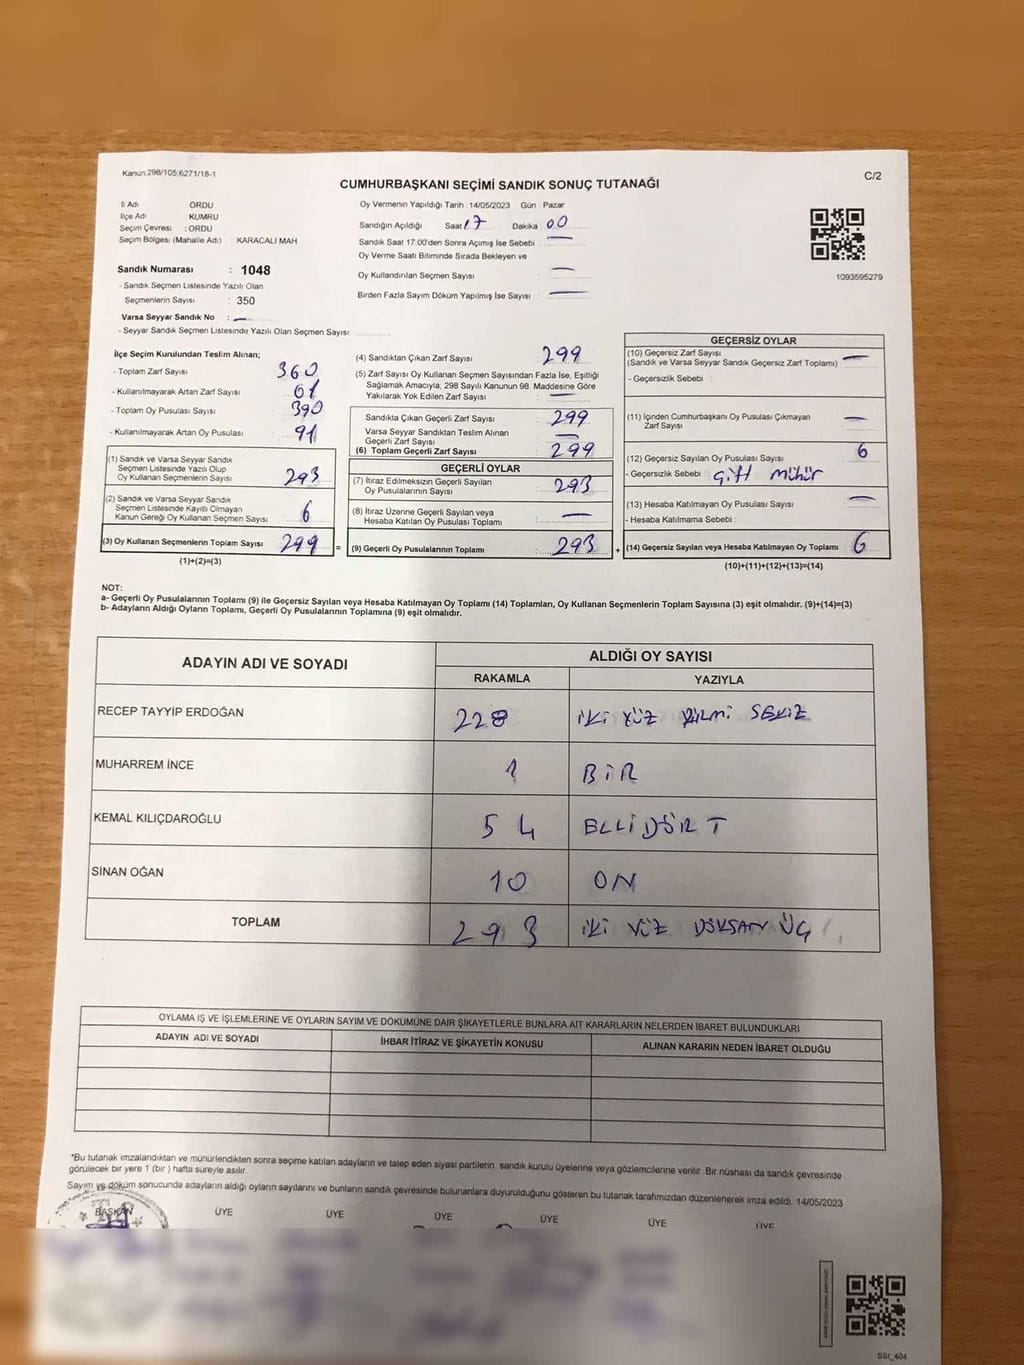 Kanun.298/105;6271/18-1
C/2
CUMHURBAŞKANI SEÇİMİ SANDIK SONUÇ TUTANAĞI
İl Adı ORDU
İlçe Adı KUMRU
Seçim Çevresi : ORDU
Seçim Bölgesi (Mahalle Adı) KARACALI MAH
Sandık Numarası : 1048
- Sandık Seçmen Listesinde Yazılı Olan
Seçmenlerin Sayısı : 350
Varsa Seyyar Sandık No : —
- Seyyar Sandık Seçmen Listesinde Yazılı Olan Seçmen Sayısı:
Oy Vermenin Yapıldığı Tarih : 14/05/2023 Gün : Pazar
Sandığın Açıldığı Saat 17 Dakika 00
Sandık Saat 17:00'den Sonra Açımış İse Sebebi : —
Oy Verme Saati Bitiminde Sırada Bekleyen ve
Oy Kullandırılan Seçmen Sayısı —
Birden Fazla Sayım Döküm Yapılmış İse Sayısı : —
1093595279
İlçe Seçim Kurulundan Teslim Alınan;
- Toplam Zarf Sayısı 360
- Kullanılmayarak Artan Zarf Sayısı : 61
- Toplam Oy Pusulası Sayısı : 390
- Kullanılmayarak Artan Oy Pusulası : 91
(1) Sandık ve Varsa Seyyar Sandık
Seçmen Listesinde Yazılı Olup
Oy Kullanan Seçmenlerin Sayısı : 293
(2) Sandık ve Varsa Seyyar Sandık
Seçmen Listesinde Kayıtlı Olmayan
Kanun Gereği Oy Kullanan Seçmen Sayısı : 6
(3) Oy Kullanan Seçmenlerin Toplam Sayısı : 299 =
(1)+(2)=(3)
(4) Sandıktan Çıkan Zarf Sayısı : 299
(5) Zarf Sayısı Oy Kullanan Seçmen Sayısından Fazla İse, Eşitliği
Sağlamak Amacıyla; 298 Sayılı Kanunun 98. Maddesine Göre
Yakılarak Yok Edilen Zarf Sayısı : —
Sandıkta Çıkan Geçerli Zarf Sayısı : 299
Varsa Seyyar Sandıktan Teslim Alınan
Geçerli Zarf Sayısı : —
(6) Toplam Geçerli Zarf Sayısı : 299
GEÇERLİ OYLAR
(7) İtiraz Edilmeksizin Geçerli Sayılan
Oy Pusulalarının Sayısı : 293
(8) İtiraz Üzerine Geçerli Sayılan veya
Hesaba Katılan Oy Pusulası Toplamı : —
(9) Geçerli Oy Pusulalarının Toplamı : 293 +
GEÇERSİZ OYLAR
(10) Geçersiz Zarf Sayısı
(Sandık ve Varsa Seyyar Sandık Geçersiz Zarf Toplamı) —
- Geçersizlik Sebebi :
(11) İçinden Cumhurbaşkanı Oy Pusulası Çıkmayan
Zarf Sayısı : —
(12) Geçersiz Sayılan Oy Pusulası Sayısı : 6
- Geçersizlik Sebebi : Çift mühür
(13) Hesaba Katılmayan Oy Pusulası Sayısı : —
- Hesaba Katılmama Sebebi :
(14) Geçersiz Sayılan veya Hesaba Katılmayan Oy Toplamı : 6
(10)+(11)+(12)+(13)=(14)
NOT:
a- Geçerli Oy Pusulalarının Toplamı (9) ile Geçersiz Sayılan veya Hesaba Katılmayan Oy Toplamı (14) Toplamları, Oy Kullanan Seçmenlerin Toplam Sayısına (3) eşit olmalıdır. (9)+(14)=(3)
b- Adayların Aldığı Oyların Toplamı, Geçerli Oy Pusulalarının Toplamına (9) eşit olmalıdır.
ADAYIN ADI VE SOYADI ALDIĞI OY SAYISI
RAKAMLA YAZIYLA
RECEP TAYYİP ERDOĞAN 228 İKİ YÜZ YİRMİ SEKİZ
MUHARREM İNCE 1 BİR
KEMAL KILIÇDAROĞLU 54 ELLİDÖRT
SİNAN OĞAN 10 ON
TOPLAM 293 İKİ YÜZ DOKSAN ÜÇ
OYLAMA İŞ VE İŞLEMLERİNE VE OYLARIN SAYIM VE DÖKÜMÜNE DAİR ŞİKAYETLERLE BUNLARA AİT KARARLARIN NELERDEN İBARET BULUNDUKLARI
ADAYIN ADI VE SOYADI İHBAR İTİRAZ VE ŞİKAYETİN KONUSU ALINAN KARARIN NEDEN İBARET OLDUĞU
*Bu tutanak imzalandıktan ve mühürlendikten sonra seçime katılan adayların ve talep eden siyasi partilerin sandık kurulu üyelerine veya gözlemcilerine verilir. Bir nüshası da sandık çevresinde
görülecek bir yere 1 (bir ) hafta süreyle asılır.
Sayım ve döküm sonucunda adayların aldığı oyların sayılarını ve bunların sandık çevresinde bulunanlara duyurulduğunu gösteren bu tutanak tarafımızdan düzenlenerek imza edildi. 14/05/2023
BAŞKAN ÜYE ÜYE ÜYE ÜYE ÜYE ÜYE
SSI_404